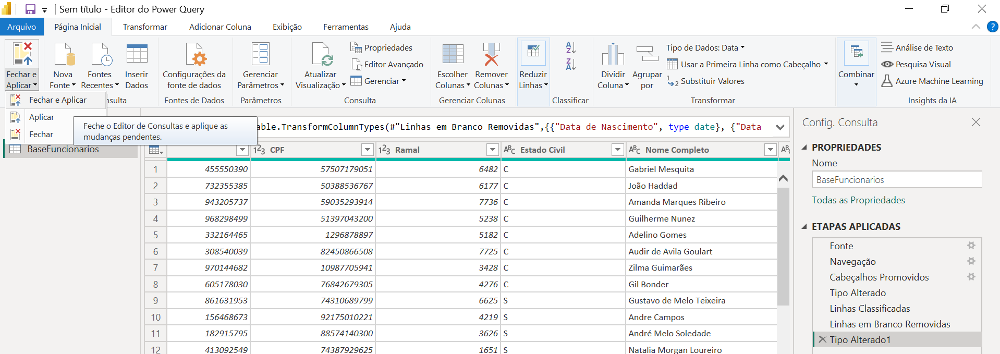 Sem título - Editor do Power Query
Arquivo Página Inicial Transformar Adicionar Coluna Exibição Ferramentas Ajuda
Fechar e Aplicar
Nova Fonte
Fontes Recentes
Inserir Dados
Configurações da fonte de dados
Fontes de Dados
Gerenciar Parâmetros
Parâmetros
Atualizar Visualização
Propriedades
Editor Avançado
Gerenciar
Consulta
Escolher Colunas
Remover Colunas
Gerenciar Colunas
Reduzir Linhas
A
Z
Z
A
Classificar
Dividir Coluna
Agrupar por
Tipo de Dados: Data
Usar a Primeira Linha como Cabeçalho
1 2 Substituir Valores
Transformar
Combinar
Análise de Texto
Pesquisa Visual
Azure Machine Learning
Insights da IA
?
Fechar e Aplicar
sulta
Aplicar
Fechar
Feche o Editor de Consultas e aplique as
mudanças pendentes.
able.TransformColumnTypes(#"Linhas em Branco Removidas",{{"Data de Nascimento", type date}, {"Data
BaseFuncionarios
123 CPF 123 Ramal ABC Estado Civil ABC Nome Completo ABC
1 455550390 57507179051 6482 C Gabriel Mesquita
2 732355385 50388536767 6177 C João Haddad
3 943205737 59035293914 7736 C Amanda Marques Ribeiro
4 968298499 51397043200 5238 C Guilherme Nunez
5 332164465 1296878897 5182 C Adelino Gomes
6 308540039 82450866508 7725 C Audir de Avila Goulart
7 970144682 10987705941 3428 C Zilma Guimarães
8 605178030 76842679305 4276 C Gil Bonder
9 861631953 74310689799 6625 S Gustavo de Melo Teixeira
10 156468673 92175010221 4219 S Andre Campos
11 182915795 88574140300 3626 S André Melo Soledade
12 413092549 74387929625 1651 S Natalia Morgan Loureiro
Config. Consulta
PROPRIEDADES
Nome
BaseFuncionarios
Todas as Propriedades
ETAPAS APLICADAS
Fonte
Navegação
Cabeçalhos Promovidos
Tipo Alterado
Linhas Classificadas
Linhas em Branco Removidas
Tipo Alterado1